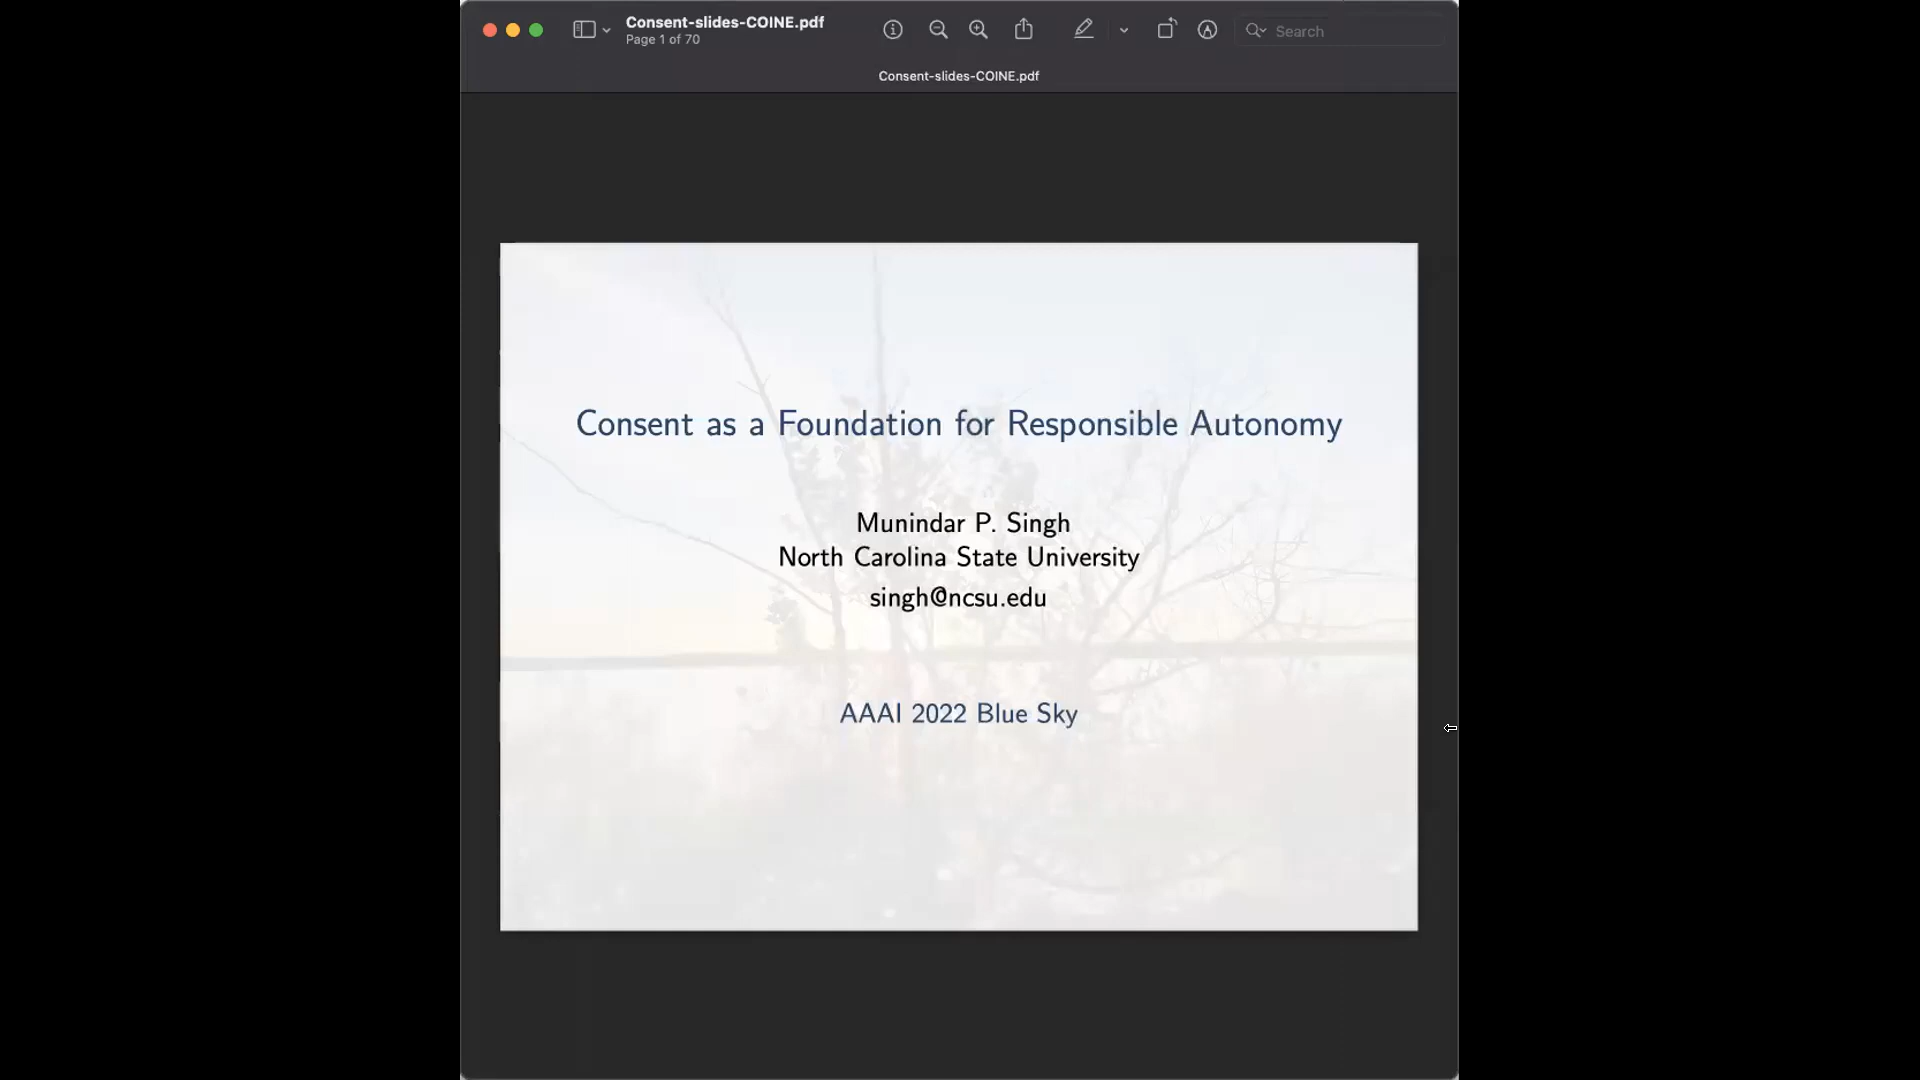 Consent-slides-COINE.pdf
Page 1 of 70
Search
Consent-slides-COINE.pdf
Consent as a Foundation for Responsible Autonomy
Munindar P. Singh
North Carolina State University
singh@ncsu.edu
AAAI 2022 Blue Sky